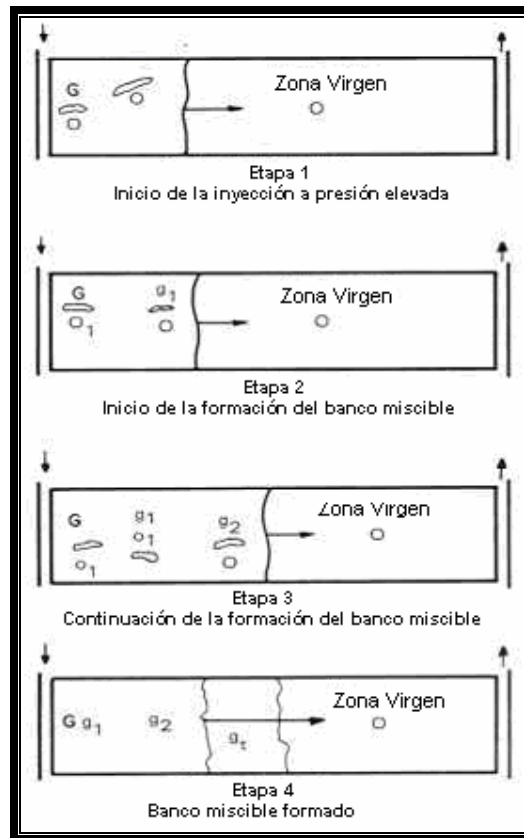 Zona Virgen
G
O
O
O
Etapa 1
Inicio de la inyección a presión elevada
Zona Virgen
G g1
O1 O
O
Etapa 2
Inicio de la formación del banco miscible
Zona Virgen
G g1 g2
O1 O1 O
O
Etapa 3
Continuación de la formación del banco miscible
Zona Virgen
G g1 g2
O
Etapa 4
Banco miscible formado